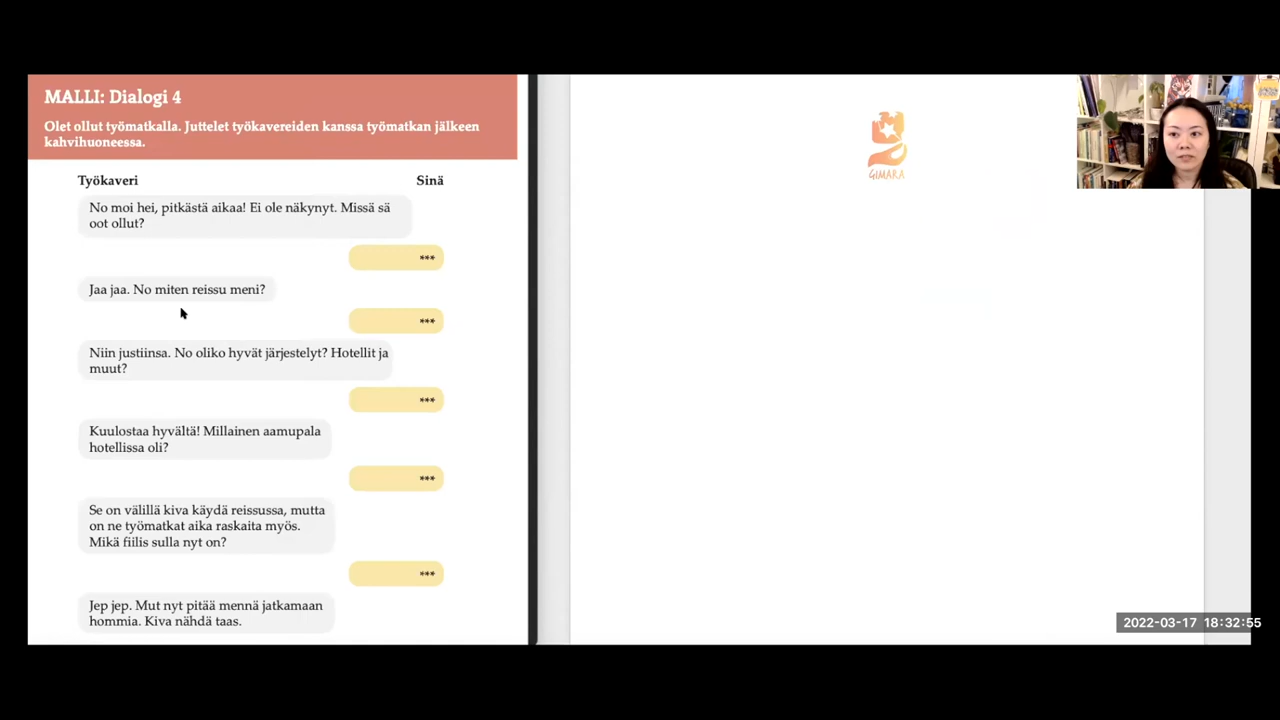 MALLI: Dialogi 4
Olet ollut työmatkalla. Juttelet työkavereiden kanssa työmatkan jälkeen
kahvihuoneessa.
Työkaveri Sinä
No moi hei, pitkästä aikaa! Ei ole näkynyt. Missä sä
oot ollut?
***
Jaa jaa. No miten reissu meni?
***
Niin justiinsa. No oliko hyvät järjestelyt? Hotellit ja
muut?
***
Kuulostaa hyvältä! Millainen aamupala
hotellissa oli?
***
Se on välillä kiva käydä reissussa, mutta
on ne työmatkat aika raskaita myös.
Mikä fiilis sulla nyt on?
***
Jep jep. Mut nyt pitää mennä jatkamaan
hommia. Kiva nähdä taas.
GIMARA
2022-03-17 18:32:55